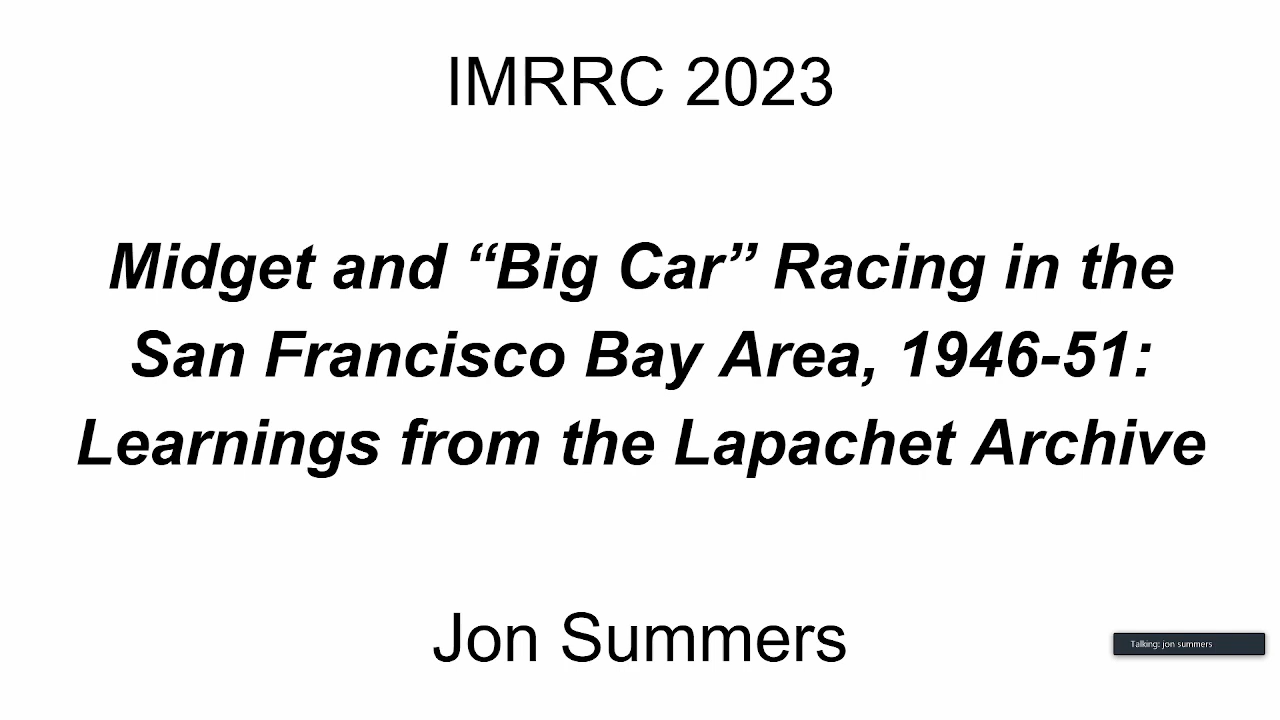 IMRRC 2023
Midget and “Big Car” Racing in the
San Francisco Bay Area, 1946-51:
Learnings from the Lapachet Archive
Jon Summers
Talking: jon summers